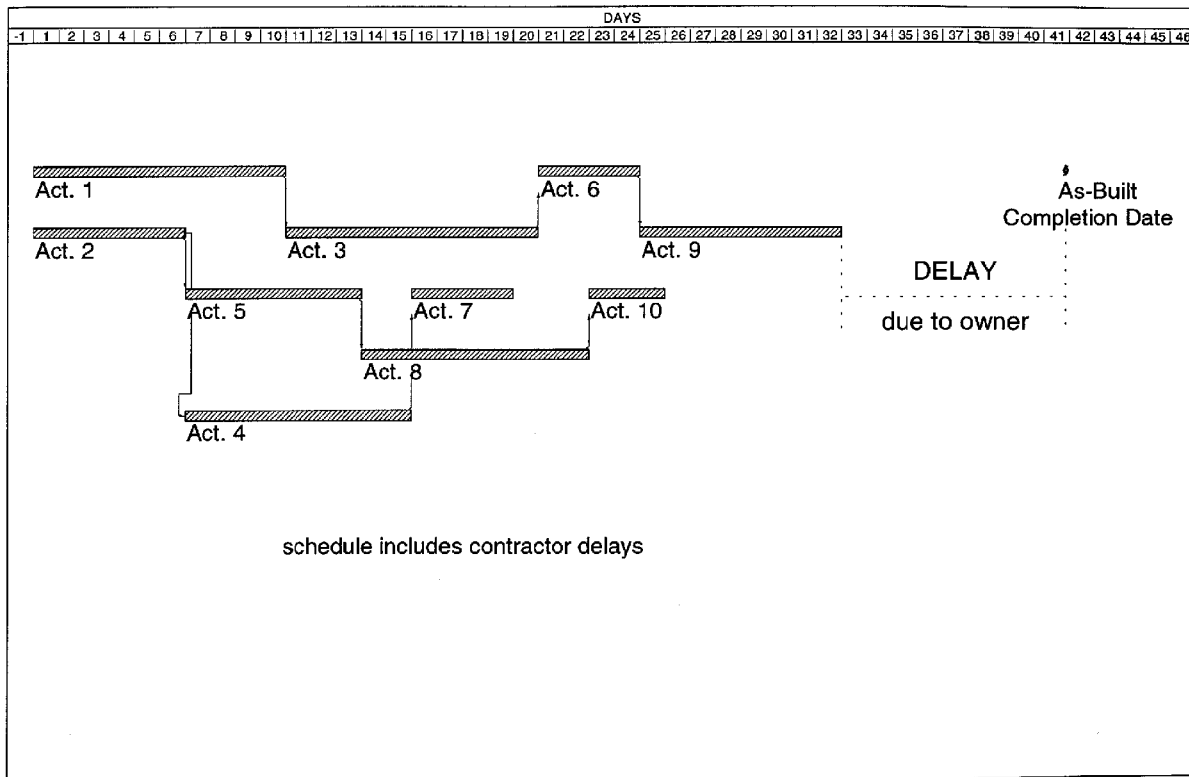 DAYS
-1 1 2 3 4 5 6 7 8 9 10 11 12 13 14 15 16 17 18 19 20 21 22 23 24 25 26 27 28 29 30 31 32 33 34 35 36 37 38 39 40 41 42 43 44 45 46
Act. 1
Act. 6
As-Built
Completion Date
Act. 2
Act. 3
Act. 9
DELAY
Act. 5
Act. 7
Act. 10
due to owner
Act. 8
Act. 4
schedule includes contractor delays